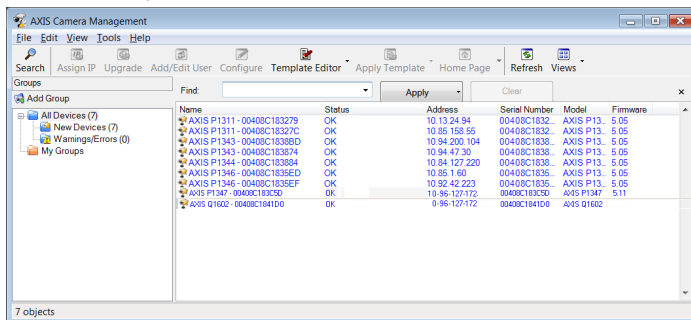 AXIS Camera Management
File Edit View Tools Help
Search Assign IP Upgrade Add/Edit User Configure Template Editor Apply Template Home Page Refresh Views
Groups
Find: Apply Clear x
Add Group
Name Status Address Serial Number Model Firmware
All Devices (7)
New Devices (7)
Warnings/Errors (0)
My Groups
AXIS P1311 - 00408C183279 OK 10.13.24.94 00408C1832... AXIS P13... 5.05
AXIS P1311 - 00408C18327C OK 10.85.158.55 00408C1832... AXIS P13... 5.05
AXIS P1343 - 00408C1838BD OK 10.94.200.104 00408C1838... AXIS P13... 5.05
AXIS P1343 - 00408C183874 OK 10.94.47.30 00408C1838... AXIS P13... 5.05
AXIS P1344 - 00408C183884 OK 10.84.127.220 00408C1838... AXIS P13... 5.05
AXIS P1346 - 00408C1835ED OK 10.85.1.60 00408C1835... AXIS P13... 5.05
AXIS P1346 - 00408C1835EF OK 10.92.42.223 00408C1835... AXIS P13... 5.05
AXIS P1347 - 00408C183C5D OK 10-96-127-172. 00408C183C5D AXIS P1347 5.11
AXIS Q1602 - 00408C1841D0 OK 0-96-127-172 00408C1841D0 AXIS Q1602
7 objects